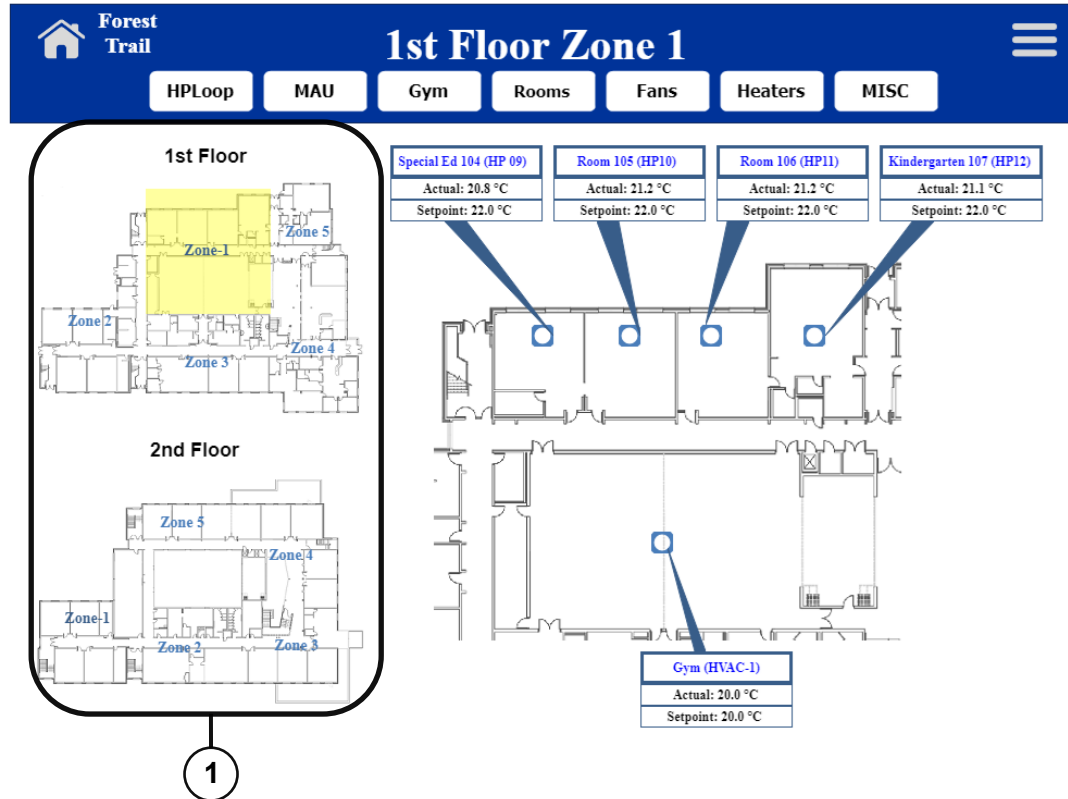 Forest
Trail
1st Floor Zone 1
HPLoop
MAU
Gym
Rooms
Fans
Heaters
MISC
1st Floor
Zone-1
Zone 5
Zone 2
Zone 3
Zone 4
2nd Floor
Zone 5
Zone 4
Zone-1
Zone 2
Zone 3
1
Special Ed 104 (HP 09)
Actual: 20.8 °C
Setpoint: 22.0 °C
Room 105 (HP10)
Actual: 21.2 °C
Setpoint: 22.0 °C
Room 106 (HP11)
Actual: 21.2 °C
Setpoint: 22.0 °C
Kindergarten 107 (HP12)
Actual: 21.1 °C
Setpoint: 22.0 °C
Gym (HVAC-1)
Actual: 20.0 °C
Setpoint: 20.0 °C